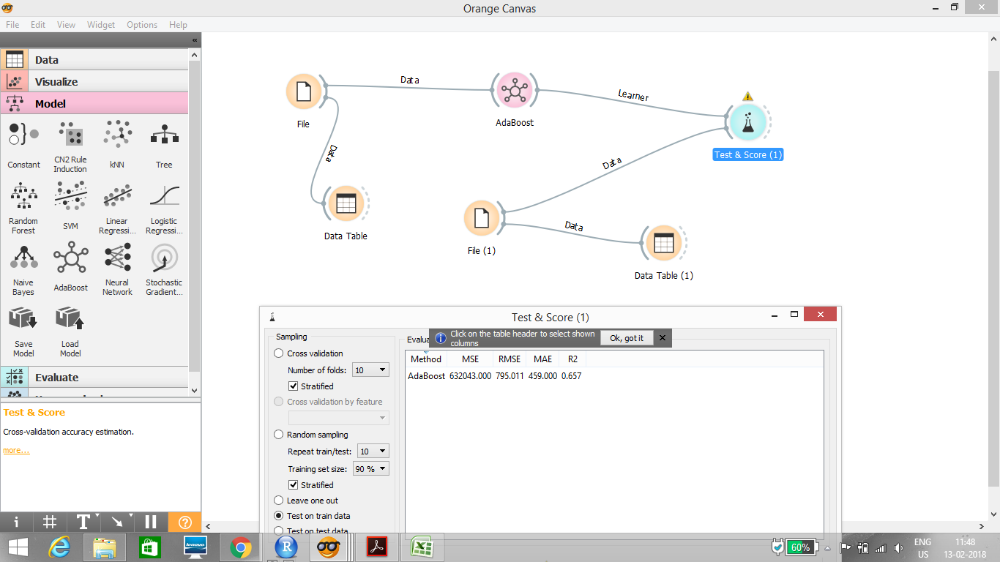 Orange Canvas
File Edit View Widget Options Help
«
Data
Visualize
Model
Constant
CN2 Rule
Induction
kNN
Tree
Random
Forest
SVM
Linear
Regressi...
Logistic
Regressi...
Naive
Bayes
AdaBoost
Neural
Network
Stochastic
Gradient...
Save
Model
Load
Model
Evaluate
Test & Score
Cross-validation accuracy estimation.
more...
Data
File
AdaBoost
Learner
Test & Score (1)
Data
Data Table
Data
File (1)
Data
Data Table (1)
Test & Score (1)
Sampling
Cross validation
Number of folds: 10
Stratified
Cross validation by feature
Random sampling
Repeat train/test: 10
Training set size: 90 %
Stratified
Leave one out
Test on train data
Test on test data
Click on the table header to select shown
columns
Ok, got it
Method MSE RMSE MAE R2
AdaBoost 632043.000 795.011 459.000 0.657
60%
ENG
US
11:48
13-02-2018